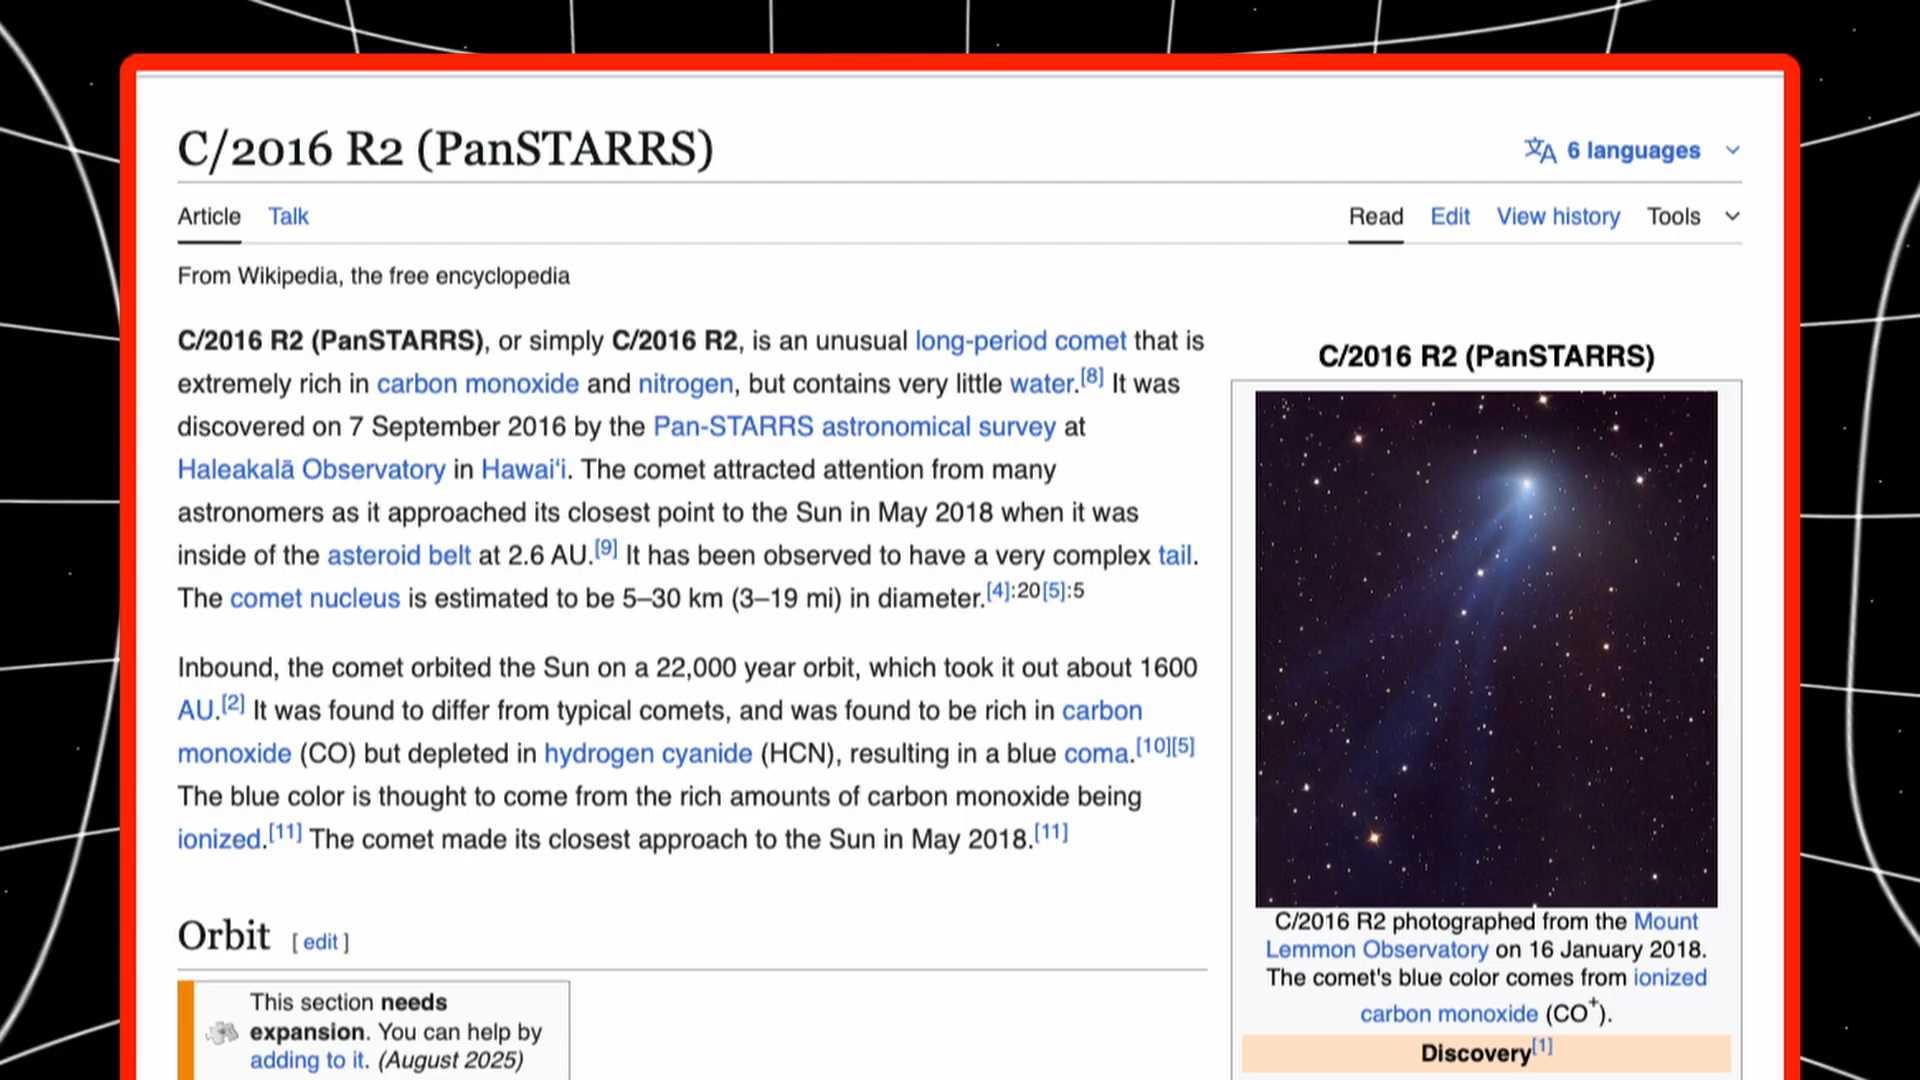 C/2016 R2 (PanSTARRS)
6 languages
Article Talk
Read Edit View history Tools
From Wikipedia, the free encyclopedia
C/2016 R2 (PanSTARRS), or simply C/2016 R2, is an unusual long-period comet that is
extremely rich in carbon monoxide and nitrogen, but contains very little water.[8] It was
discovered on 7 September 2016 by the Pan-STARRS astronomical survey at
Haleakalā Observatory in Hawaiʻi. The comet attracted attention from many
astronomers as it approached its closest point to the Sun in May 2018 when it was
inside of the asteroid belt at 2.6 AU.[9] It has been observed to have a very complex tail.
The comet nucleus is estimated to be 5–30 km (3–19 mi) in diameter.[4]:20[5]:5
Inbound, the comet orbited the Sun on a 22,000 year orbit, which took it out about 1600
AU.[2] It was found to differ from typical comets, and was found to be rich in carbon
monoxide (CO) but depleted in hydrogen cyanide (HCN), resulting in a blue coma.[10][5]
The blue color is thought to come from the rich amounts of carbon monoxide being
ionized.[11] The comet made its closest approach to the Sun in May 2018.[11]
Orbit [ edit ]
This section needs
expansion. You can help by
adding to it. (August 2025)
C/2016 R2 (PanSTARRS)
C/2016 R2 photographed from the Mount
Lemmon Observatory on 16 January 2018.
The comet's blue color comes from ionized
carbon monoxide (CO+).
Discovery[1]